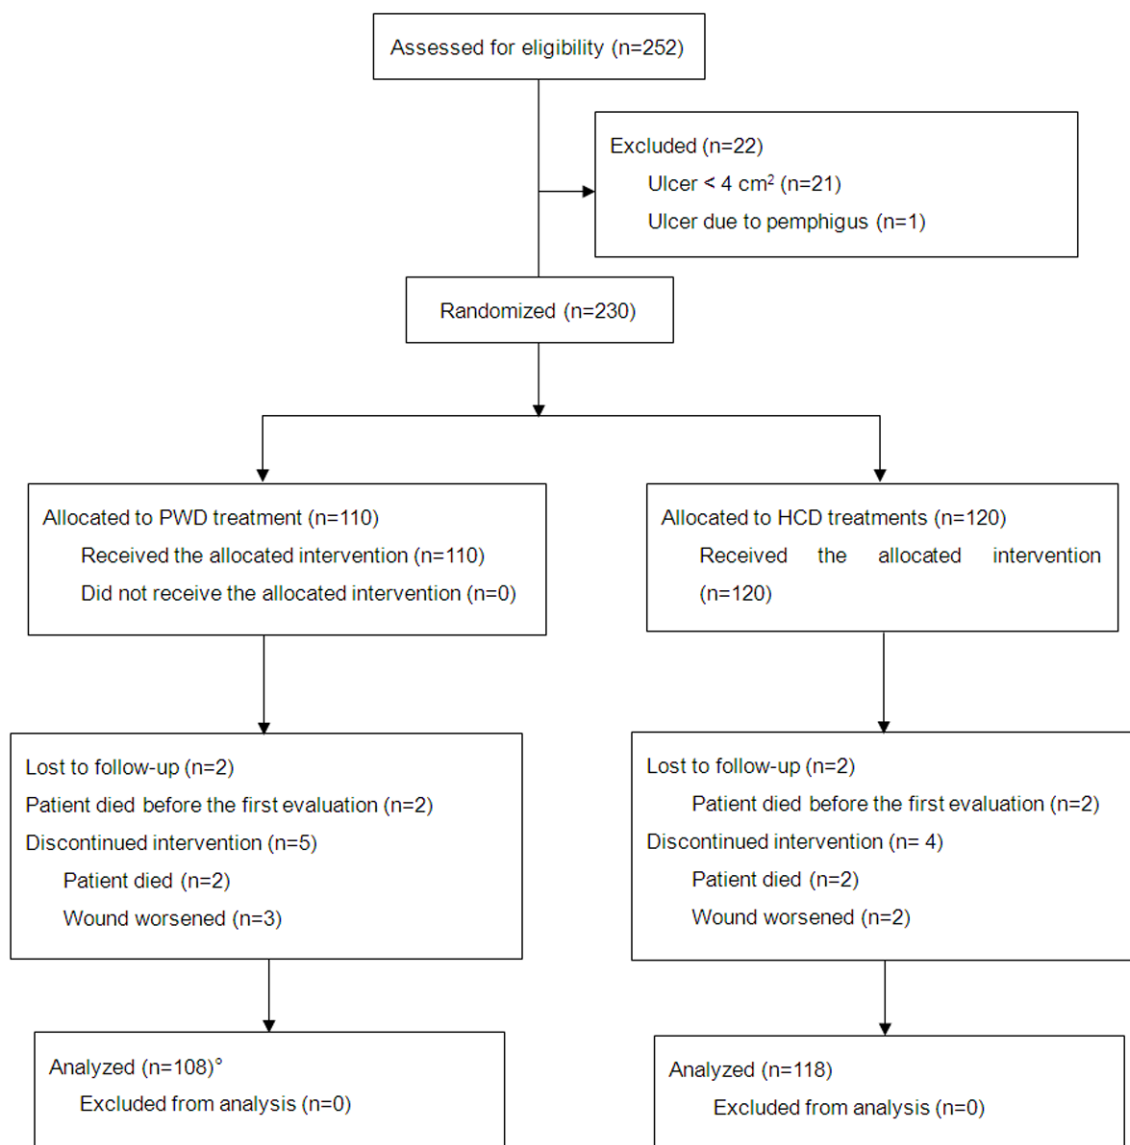 Assessed for eligibility (n=252)
Excluded (n=22)
Ulcer < 4 cm² (n=21)
Ulcer due to pemphigus (n=1)
Randomized (n=230)
Allocated to PWD treatment (n=110)
Received the allocated intervention (n=110)
Did not receive the allocated intervention (n=0)
Allocated to HCD treatments (n=120)
Received the allocated intervention
(n=120)
Lost to follow-up (n=2)
Patient died before the first evaluation (n=2)
Discontinued intervention (n=5)
Patient died (n=2)
Wound worsened (n=3)
Lost to follow-up (n=2)
Patient died before the first evaluation (n=2)
Discontinued intervention (n= 4)
Patient died (n=2)
Wound worsened (n=2)
Analyzed (n=108)°
Excluded from analysis (n=0)
Analyzed (n=118)
Excluded from analysis (n=0)